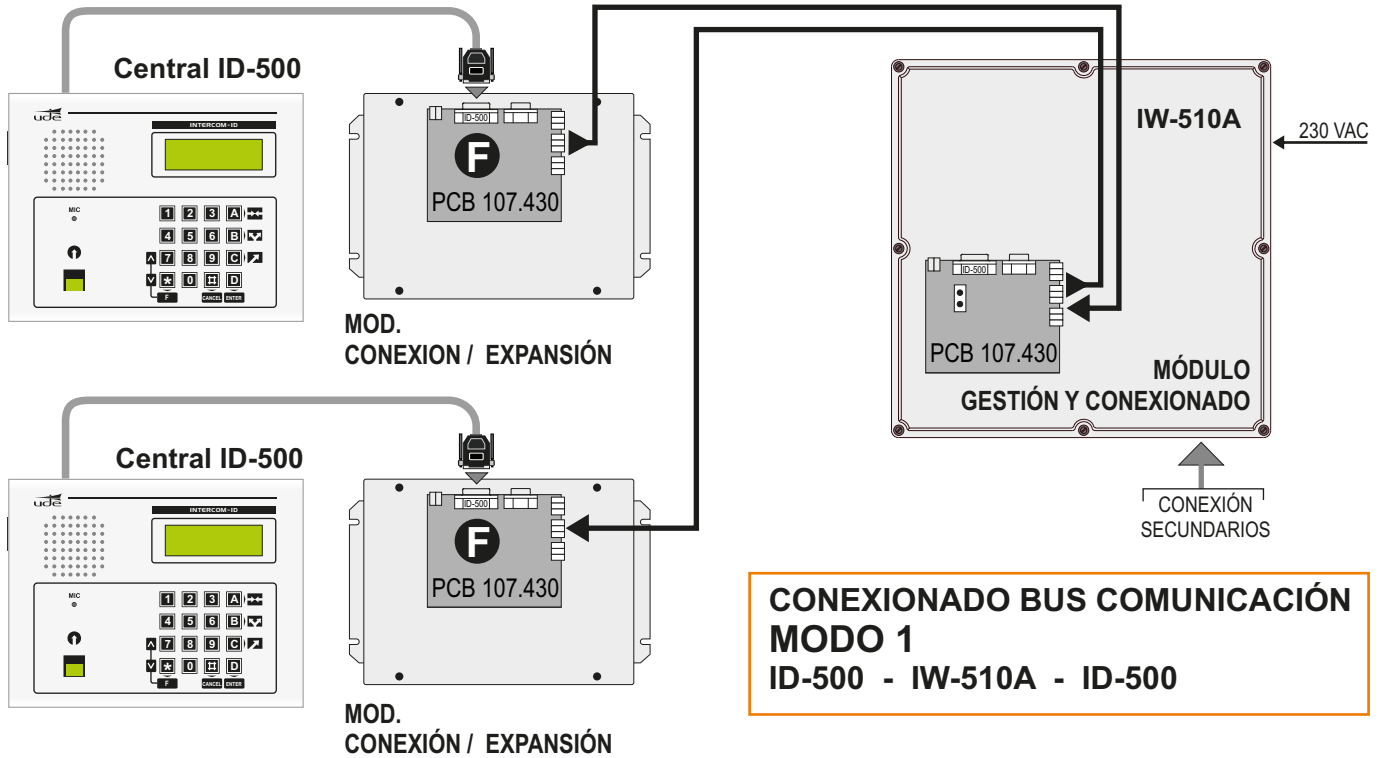 Central ID-500
ude
INTERCOM-ID
MIC
1 2 3 A
4 5 6 B
7 8 9 C
* 0 D
F CANCEL ENTER
ID-500
F
PCB 107.430
MOD.
CONEXION / EXPANSIÓN
IW-510A
230 VAC
ID-500
PCB 107.430
MÓDULO
GESTIÓN Y CONEXIONADO
CONEXIÓN
SECUNDARIOS
Central ID-500
ude
INTERCOM-ID
MIC
1 2 3 A
4 5 6 B
7 8 9 C
* 0 D
F CANCEL ENTER
ID-500
F
PCB 107.430
MOD.
CONEXIÓN / EXPANSIÓN
CONEXIONADO BUS COMUNICACIÓN
MODO 1
ID-500 - IW-510A - ID-500